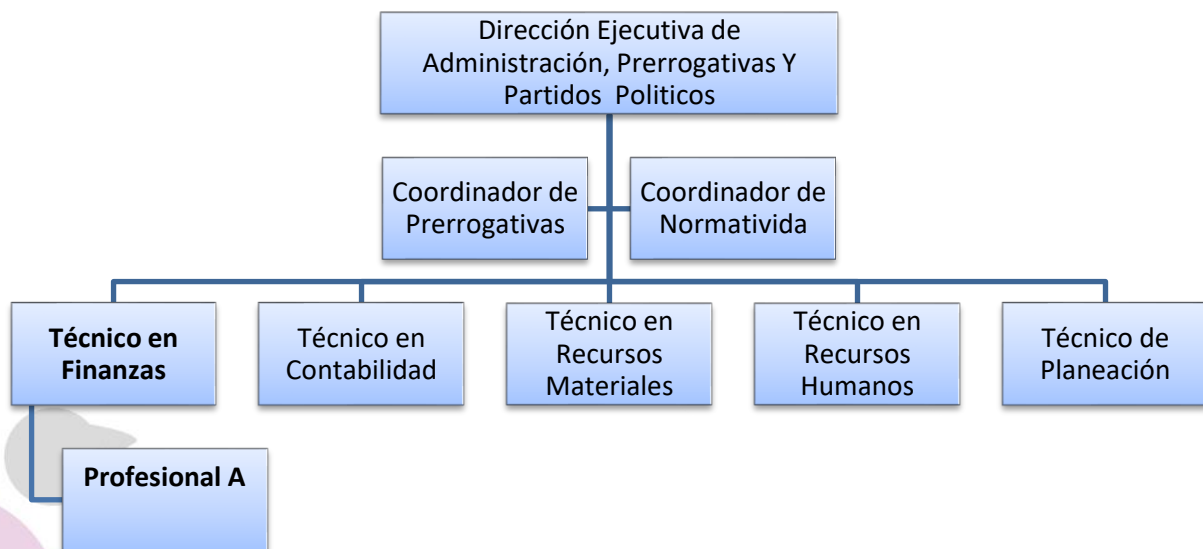 Dirección Ejecutiva de
Administración, Prerrogativas Y
Partidos Politicos
Coordinador de
Prerrogativas
Coordinador de
Normativida
Técnico en
Finanzas
Técnico en
Contabilidad
Técnico en
Recursos
Materiales
Técnico en
Recursos
Humanos
Técnico de
Planeación
Profesional A